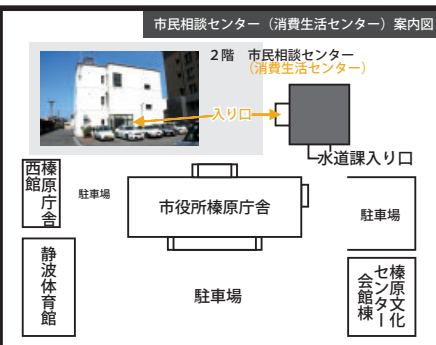 市民相談センター（消費生活センター）案内図
２階　市民相談センター
（消費生活センター）
入り口
水道課入り口
榛原庁舎
西館
駐車場
市役所榛原庁舎
駐車場
静波体育館
駐車場
榛原文化
センター
会館棟